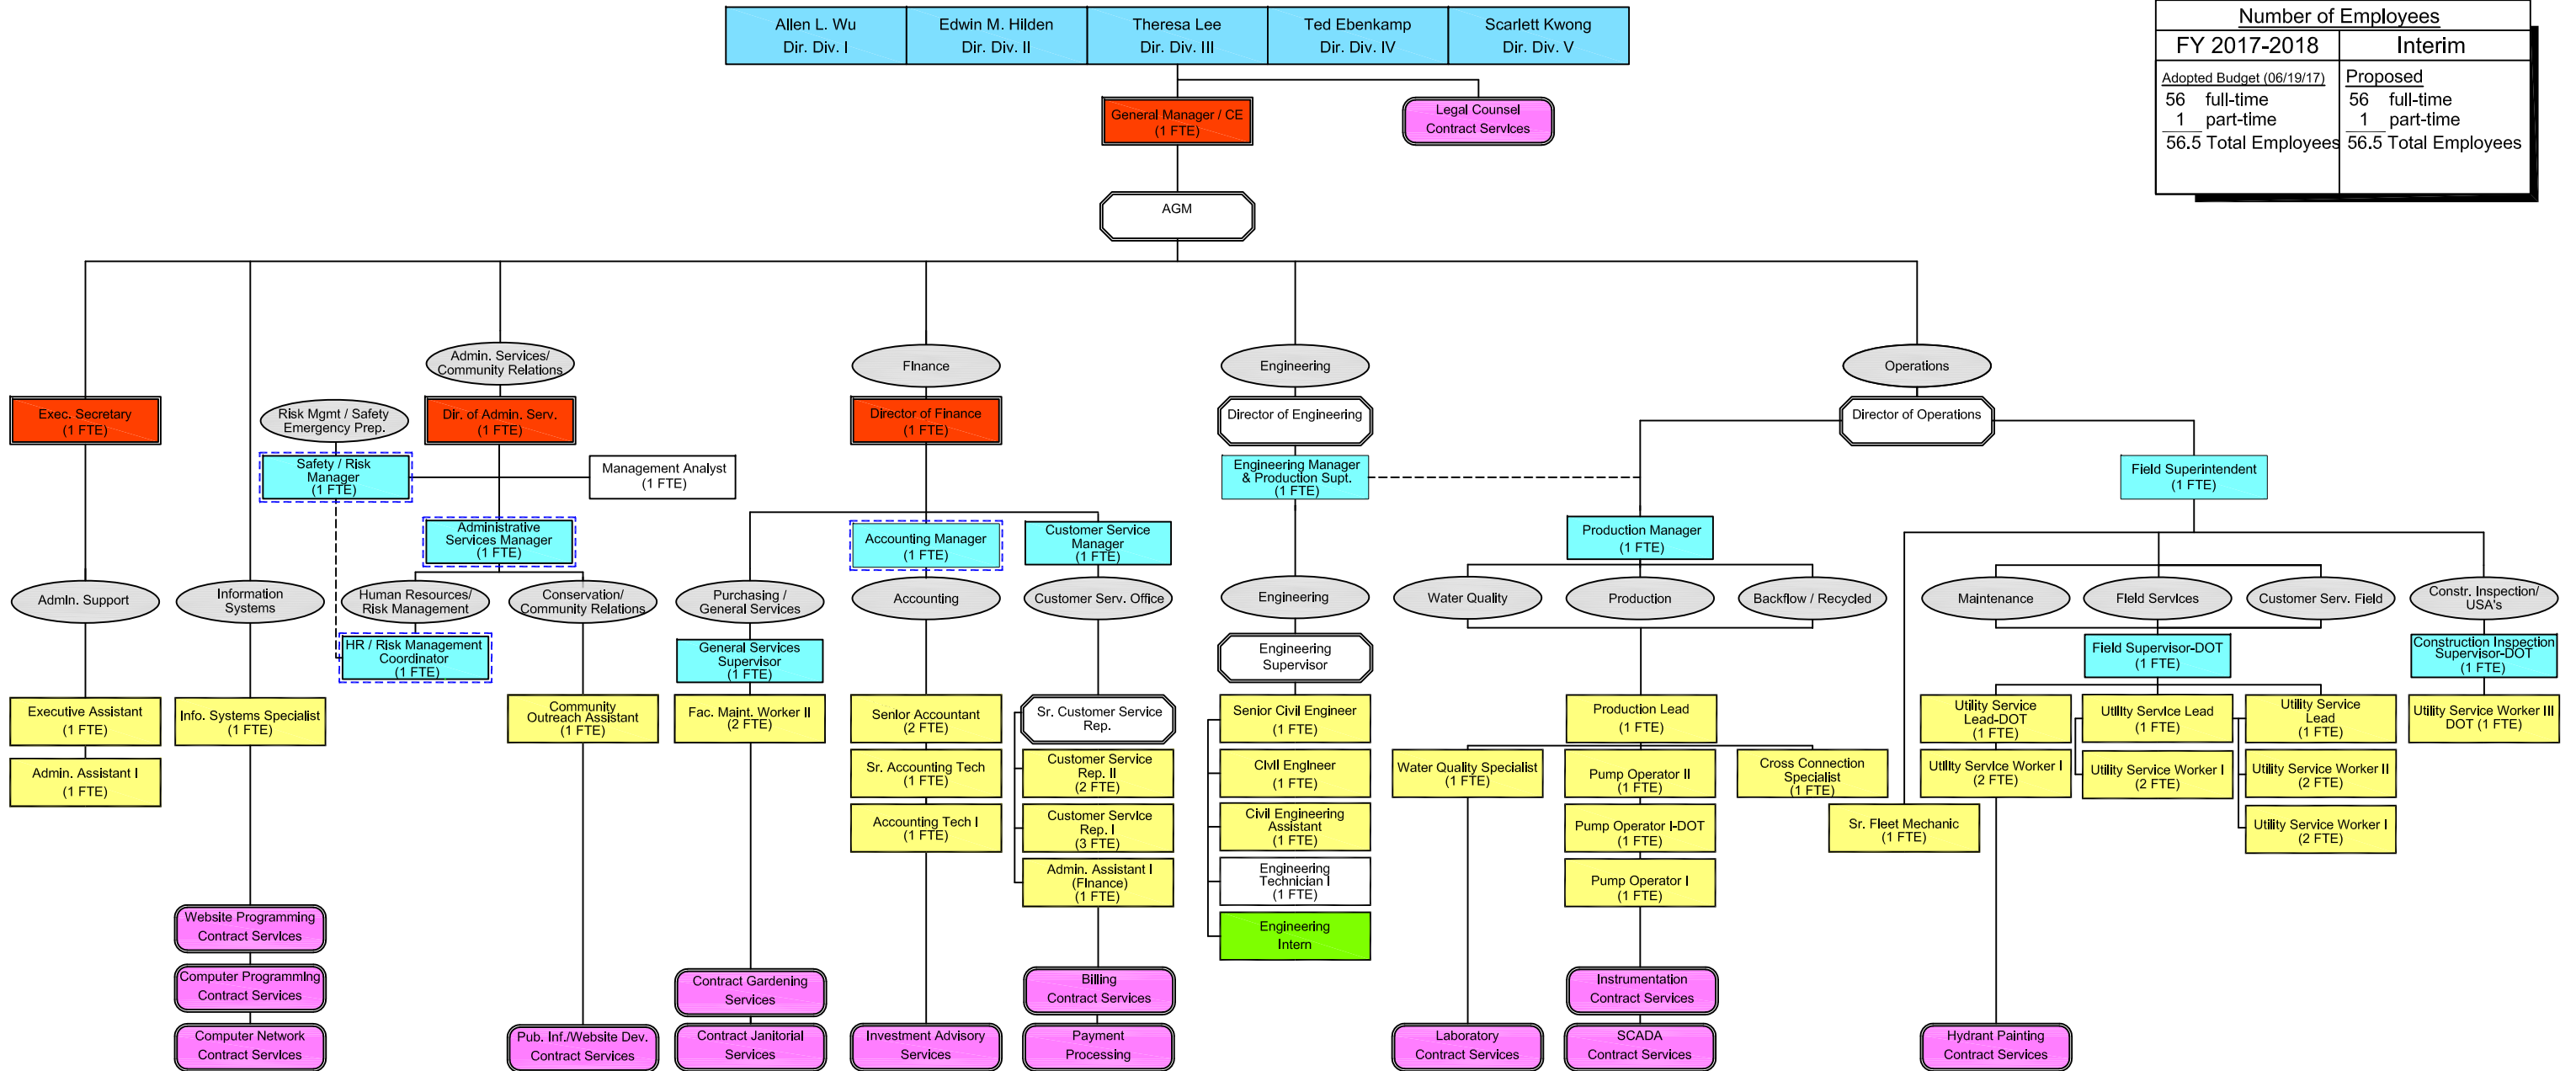 Allen L. Wu
Dir. Div. I
Edwin M. Hilden
Dir. Div. II
Theresa Lee
Dir. Div. III
Ted Ebenkamp
Dir. Div. IV
Scarlett Kwong
Dir. Div. V
Number of Employees
FY 2017-2018
Adopted Budget (06/19/17)
56 full-time
1 part-time
56.5 Total Employees
Interim
Proposed
56 full-time
1 part-time
56.5 Total Employees
General Manager / CE
(1 FTE)
Legal Counsel
Contract Services
AGM
Admin. Services/
Community Relations
Finance
Engineering
Operations
Exec. Secretary
(1 FTE)
Risk Mgmt / Safety
Emergency Prep.
Dir. of Admin. Serv.
(1 FTE)
Director of Finance
(1 FTE)
Director of Engineering
Director of Operations
Safety / Risk
Manager
(1 FTE)
Management Analyst
(1 FTE)
Engineering Manager
& Production Supt.
(1 FTE)
Field Superintendent
(1 FTE)
Administrative
Services Manager
(1 FTE)
Accounting Manager
(1 FTE)
Customer Service
Manager
(1 FTE)
Production Manager
(1 FTE)
Admin. Support
Information
Systems
Human Resources/
Risk Management
Conservation/
Community Relations
Purchasing /
General Services
Accounting
Customer Serv. Office
Engineering
Water Quality
Production
Backflow / Recycled
Maintenance
Field Services
Customer Serv. Field
Constr. Inspection/
USA's
HR / Risk Management
Coordinator
(1 FTE)
General Services
Supervisor
(1 FTE)
Engineering
Supervisor
Field Supervisor-DOT
(1 FTE)
Construction Inspection
Supervisor-DOT
(1 FTE)
Executive Assistant
(1 FTE)
Info. Systems Specialist
(1 FTE)
Community
Outreach Assistant
(1 FTE)
Fac. Maint. Worker II
(2 FTE)
Senior Accountant
(2 FTE)
Sr. Customer Service
Rep.
Senior Civil Engineer
(1 FTE)
Production Lead
(1 FTE)
Utility Service
Lead-DOT
(1 FTE)
Utility Service Lead
(1 FTE)
Utility Service
Lead
(1 FTE)
Utility Service Worker III
DOT (1 FTE)
Admin. Assistant I
(1 FTE)
Sr. Accounting Tech
(1 FTE)
Customer Service
Rep. II
(2 FTE)
Civil Engineer
(1 FTE)
Water Quality Specialist
(1 FTE)
Pump Operator II
(1 FTE)
Cross Connection
Specialist
(1 FTE)
Utility Service Worker I
(2 FTE)
Utility Service Worker I
(2 FTE)
Utility Service Worker II
(2 FTE)
Accounting Tech I
(1 FTE)
Customer Service
Rep. I
(3 FTE)
Civil Engineering
Assistant
(1 FTE)
Pump Operator I-DOT
(1 FTE)
Sr. Fleet Mechanic
(1 FTE)
Utility Service Worker I
(2 FTE)
Admin. Assistant I
(Finance)
(1 FTE)
Engineering
Technician I
(1 FTE)
Pump Operator I
(1 FTE)
Website Programming
Contract Services
Engineering
Intern
Computer Programming
Contract Services
Contract Gardening
Services
Billing
Contract Services
Instrumentation
Contract Services
Computer Network
Contract Services
Pub. Inf./Website Dev.
Contract Services
Contract Janitorial
Services
Investment Advisory
Services
Payment
Processing
Laboratory
Contract Services
SCADA
Contract Services
Hydrant Painting
Contract Services